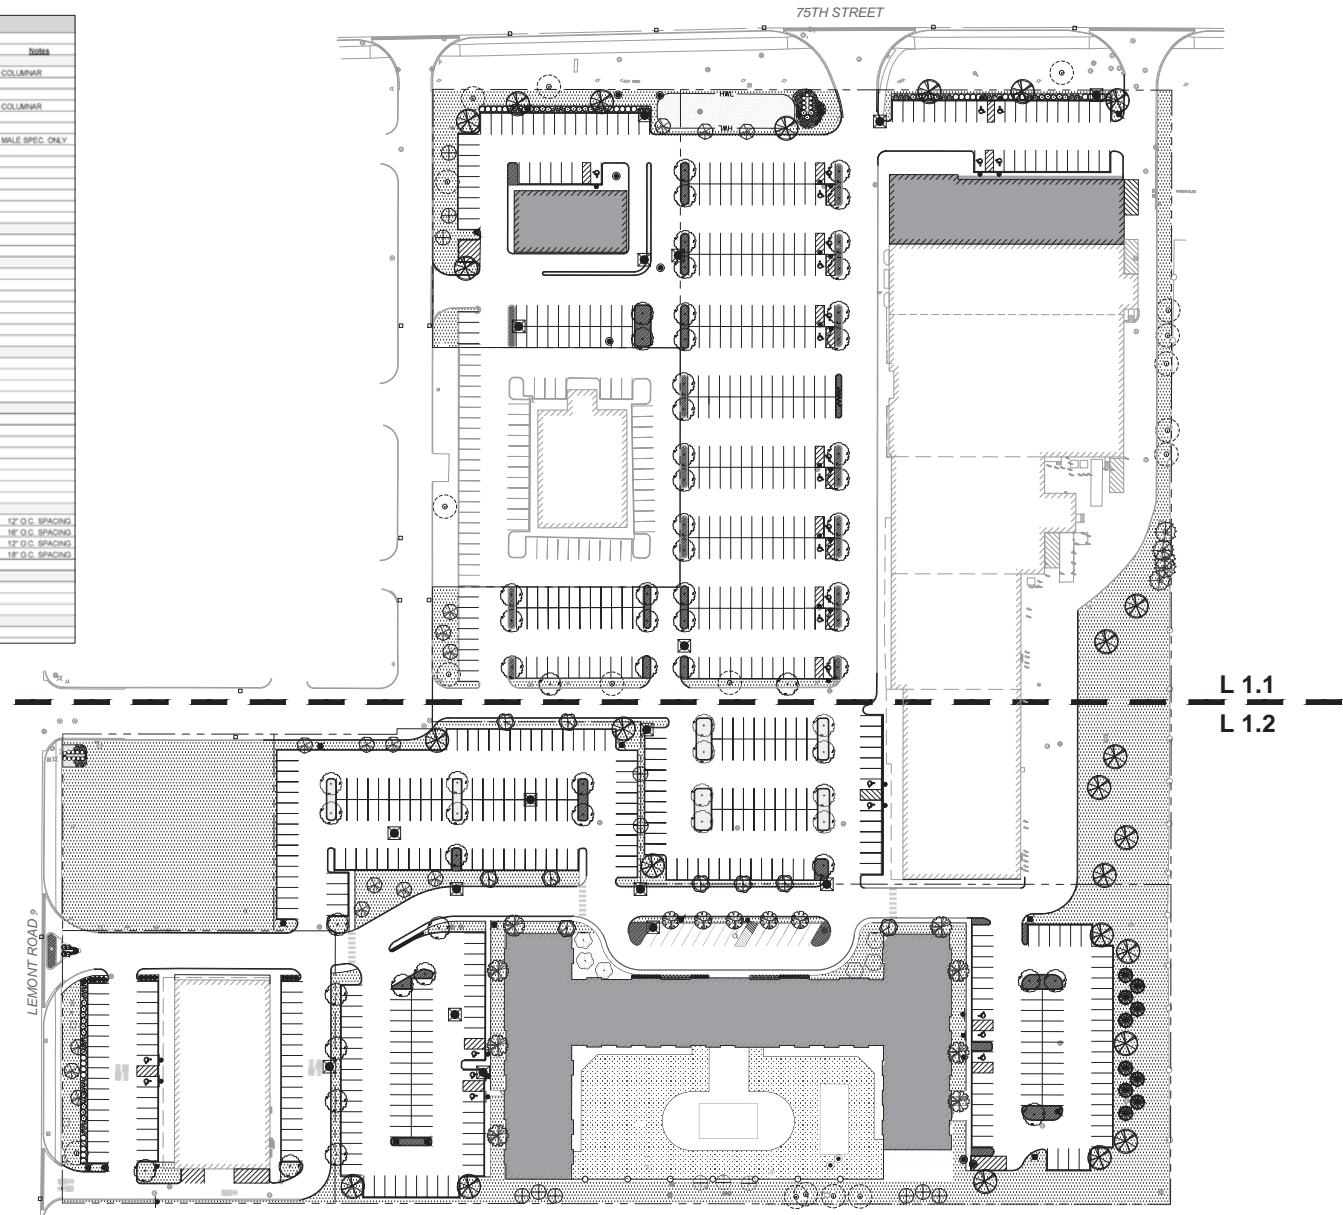 75TH STREET
Notes
COLUMNAR
COLUMNAR
MALE SPEC. ONLY
HWL
HWL
12" O.C. SPACING
16" O.C. SPACING
12" O.C. SPACING
18" O.C. SPACING
L 1.1
L 1.2
LEMONT ROAD